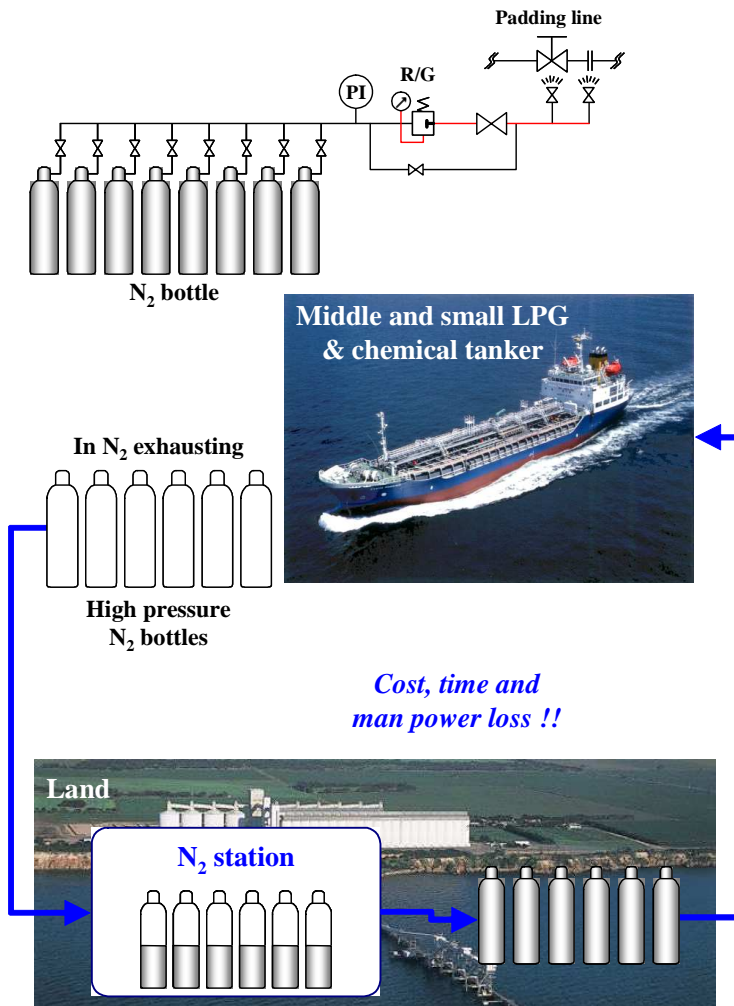 Padding line
R/G
PI
N₂ bottle
Middle and small LPG
& chemical tanker
In N₂ exhausting
High pressure
N₂ bottles
Cost, time and
man power loss !!
Land
N₂ station